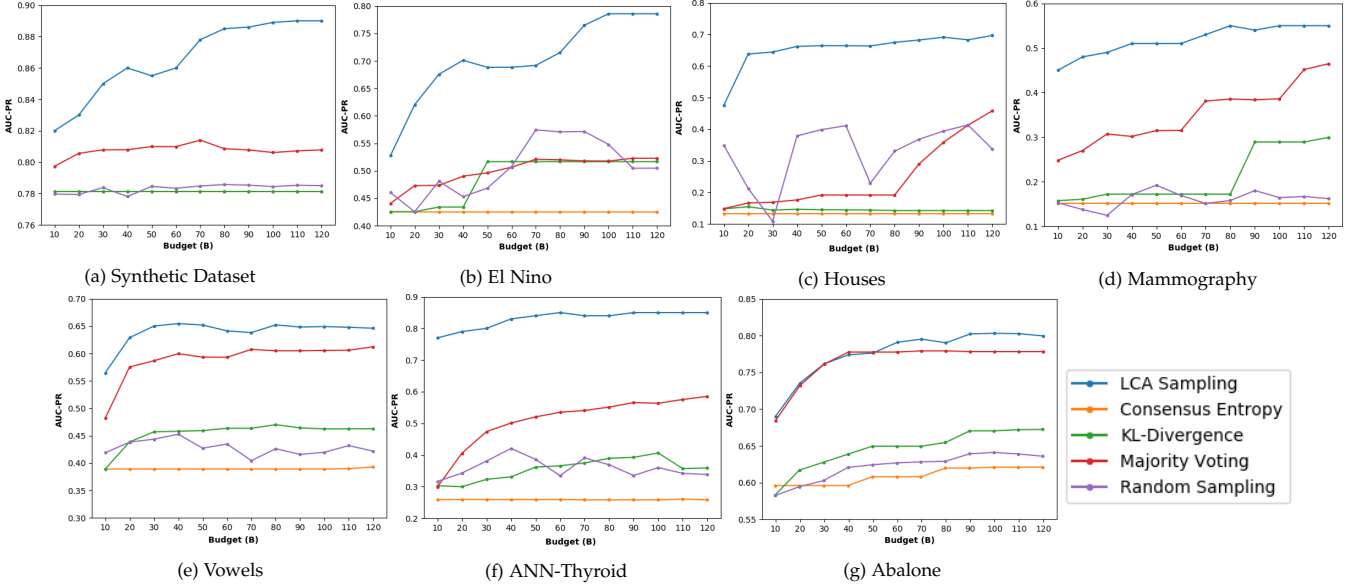 0.90
0.88
0.86
0.84
0.82
0.80
0.78
0.76
AUC-PR
10 20 30 40 50 60 70 80 90 100 110 120
Budget (B)
(a) Synthetic Dataset
0.80
0.75
0.70
0.65
0.60
0.55
0.50
0.45
0.40
AUC-PR
10 20 30 40 50 60 70 80 90 100 110 120
Budget (B)
(b) El Nino
0.8
0.7
0.6
0.5
0.4
0.3
0.2
0.1
AUC-PR
10 20 30 40 50 60 70 80 90 100 110 120
Budget (B)
(c) Houses
0.6
0.5
0.4
0.3
0.2
0.1
AUC-PR
10 20 30 40 50 60 70 80 90 100 110 120
Budget (B)
(d) Mammography
0.70
0.65
0.60
0.55
0.50
0.45
0.40
0.35
0.30
AUC-PR
10 20 30 40 50 60 70 80 90 100 110 120
Budget (B)
(e) Vowels
0.9
0.8
0.7
0.6
0.5
0.4
0.3
0.2
AUC-PR
10 20 30 40 50 60 70 80 90 100 110 120
Budget (B)
(f) ANN-Thyroid
0.85
0.80
0.75
0.70
0.65
0.60
0.55
AUC-PR
10 20 30 40 50 60 70 80 90 100 110 120
Budget (B)
(g) Abalone
LCA Sampling
Consensus Entropy
KL-Divergence
Majority Voting
Random Sampling